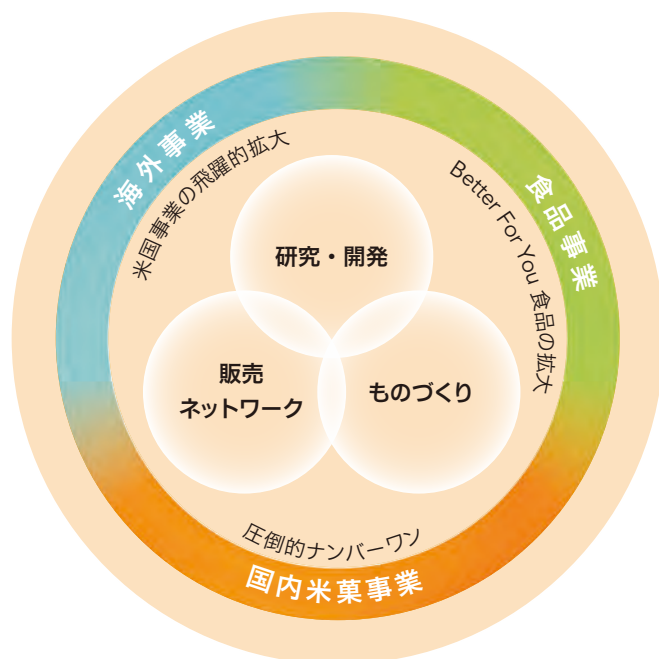 海外事業
米国事業の飛躍的拡大
食品事業
Better For You 食品の拡大
研究・開発
販売
ネットワーク
ものづくり
圧倒的ナンバーワン
国内米菓事業